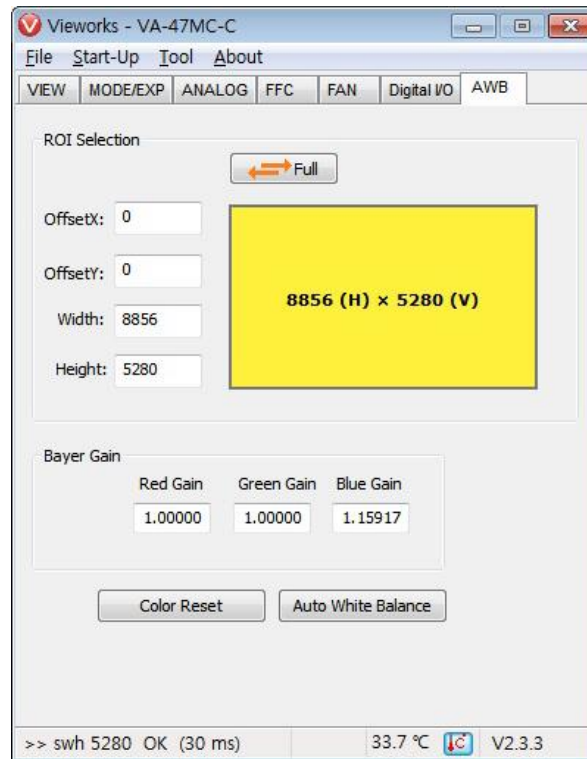 Vieworks - VA-47MC-C
File Start-Up Tool About
VIEW MODE/EXP ANALOG FFC FAN Digital I/O AWB
ROI Selection
Full
OffsetX: 0
OffsetY: 0
8856 (H) × 5280 (V)
Width: 8856
Height: 5280
Bayer Gain
Red Gain Green Gain Blue Gain
1.00000 1.00000 1.15917
Color Reset Auto White Balance
>> swh 5280 OK (30 ms) 33.7 ℃ C V2.3.3